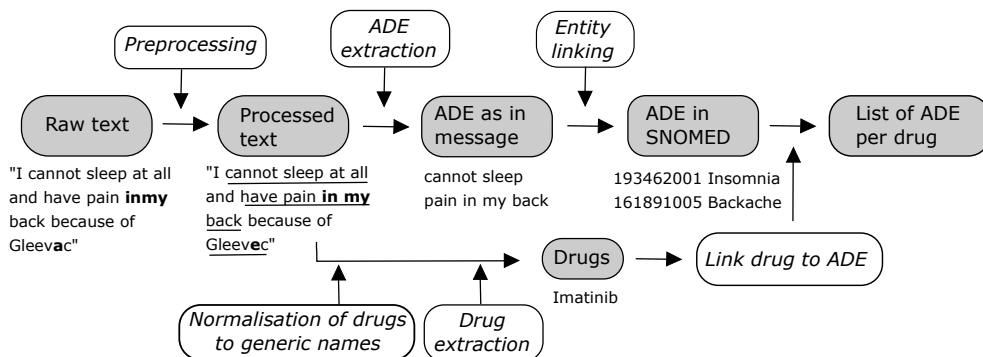 Preprocessing
ADE
extraction
Entity
linking
Raw text
Processed
text
ADE as in
message
ADE in
SNOMED
List of ADE
per drug
"I cannot sleep at all
and have pain inmy
back because of
Gleevac"
"I cannot sleep at all
and have pain in my
back because of
Gleevec"
cannot sleep
pain in my back
193462001 Insomnia
161891005 Backache
Drugs
Imatinib
Link drug to ADE
Normalisation of drugs
to generic names
Drug
extraction